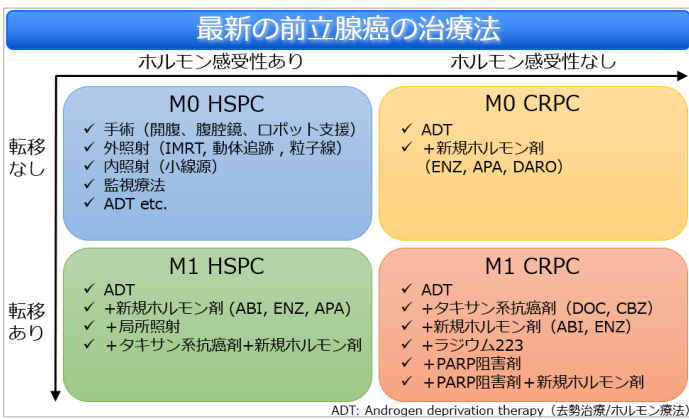 最新の前立腺癌の治療法
ホルモン感受性あり
ホルモン感受性なし
転移
なし
M0 HSPC
✓ 手術（開腹、腹腔鏡、ロボット支援）
✓ 外照射（IMRT, 動体追跡 , 粒子線）
✓ 内照射（小線源）
✓ 監視療法
✓ ADT etc.
M0 CRPC
✓ ADT
✓ +新規ホルモン剤
（ENZ, APA, DARO）
転移
あり
M1 HSPC
✓ ADT
✓ +新規ホルモン剤 (ABI, ENZ, APA)
✓ +局所照射
✓ +タキサン系抗癌剤+新規ホルモン剤
M1 CRPC
✓ ADT
✓ +タキサン系抗癌剤（DOC, CBZ）
✓ +新規ホルモン剤（ABI, ENZ）
✓ +ラジウム223
✓ +PARP阻害剤
✓ +PARP阻害剤+新規ホルモン剤
ADT: Androgen deprivation therapy（去勢治療/ホルモン療法）